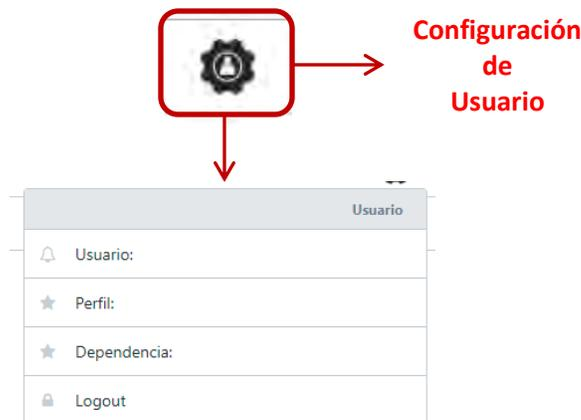 Configuración
de
Usuario
Usuario
Usuario:
Perfil:
Dependencia:
Logout